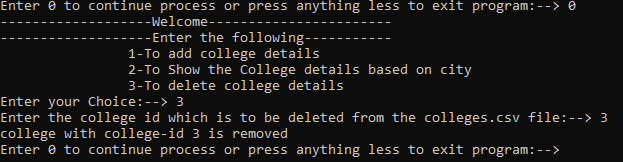 Enter 0 to continue process or press anything less to exit program:--> 0
-------------------Welcome-----------------------
-------------------Enter the following-----------
1-To add college details
2-To Show the College details based on city
3-To delete college details
Enter your Choice:--> 3
Enter the college id which is to be deleted from the colleges.csv file:--> 3
college with college-id 3 is removed
Enter 0 to continue process or press anything less to exit program:-->